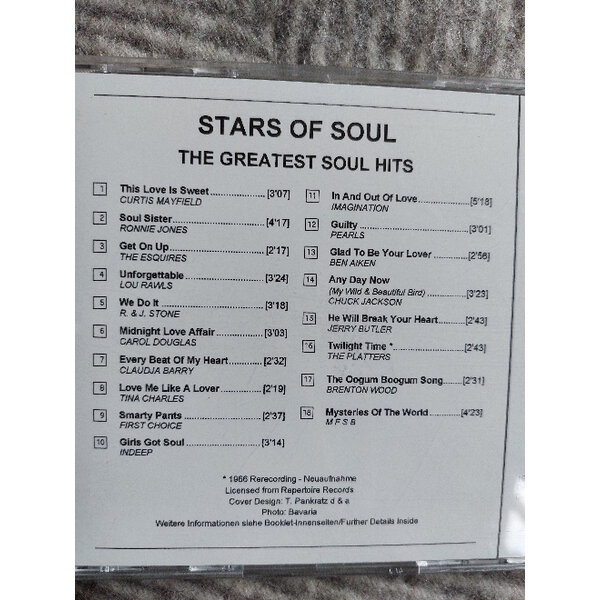 STARS OF SOUL
THE GREATEST SOUL HITS
1 This Love Is Sweet [3'07]
CURTIS MAYFIELD
2 Soul Sister [4'17]
RONNIE JONES
3 Get On Up [2'17]
THE ESQUIRES
4 Unforgettable [3'24]
LOU RAWLS
5 We Do It [3'18]
R. & J. STONE
6 Midnight Love Affair [3'03]
CAROL DOUGLAS
7 Every Beat Of My Heart [2'32]
CLAUDJA BARRY
8 Love Me Like A Lover [2'19]
TINA CHARLES
9 Smarty Pants [2'37]
FIRST CHOICE
10 Girls Got Soul [3'14]
INDEEP
11 In And Out Of Love [5'18]
IMAGINATION
12 Guilty [3'01]
PEARLS
13 Glad To Be Your Lover [2'56]
BEN AIKEN
14 Any Day Now
(My Wild & Beautiful Bird) [3'23]
CHUCK JACKSON
15 He Will Break Your Heart [2'43]
JERRY BUTLER
16 Twilight Time * [2'43]
THE PLATTERS
17 The Oogum Boogum Song [2'31]
BRENTON WOOD
18 Mysteries Of The World [4'23]
M F S B
* 1966 Rerecording - Neuaufnahme
Licensed from Repertoire Records
Cover Design: T. Pankratz d & a
Photo: Bavaria
Weitere Informationen siehe Booklet-Innenseiten/Further Details Inside